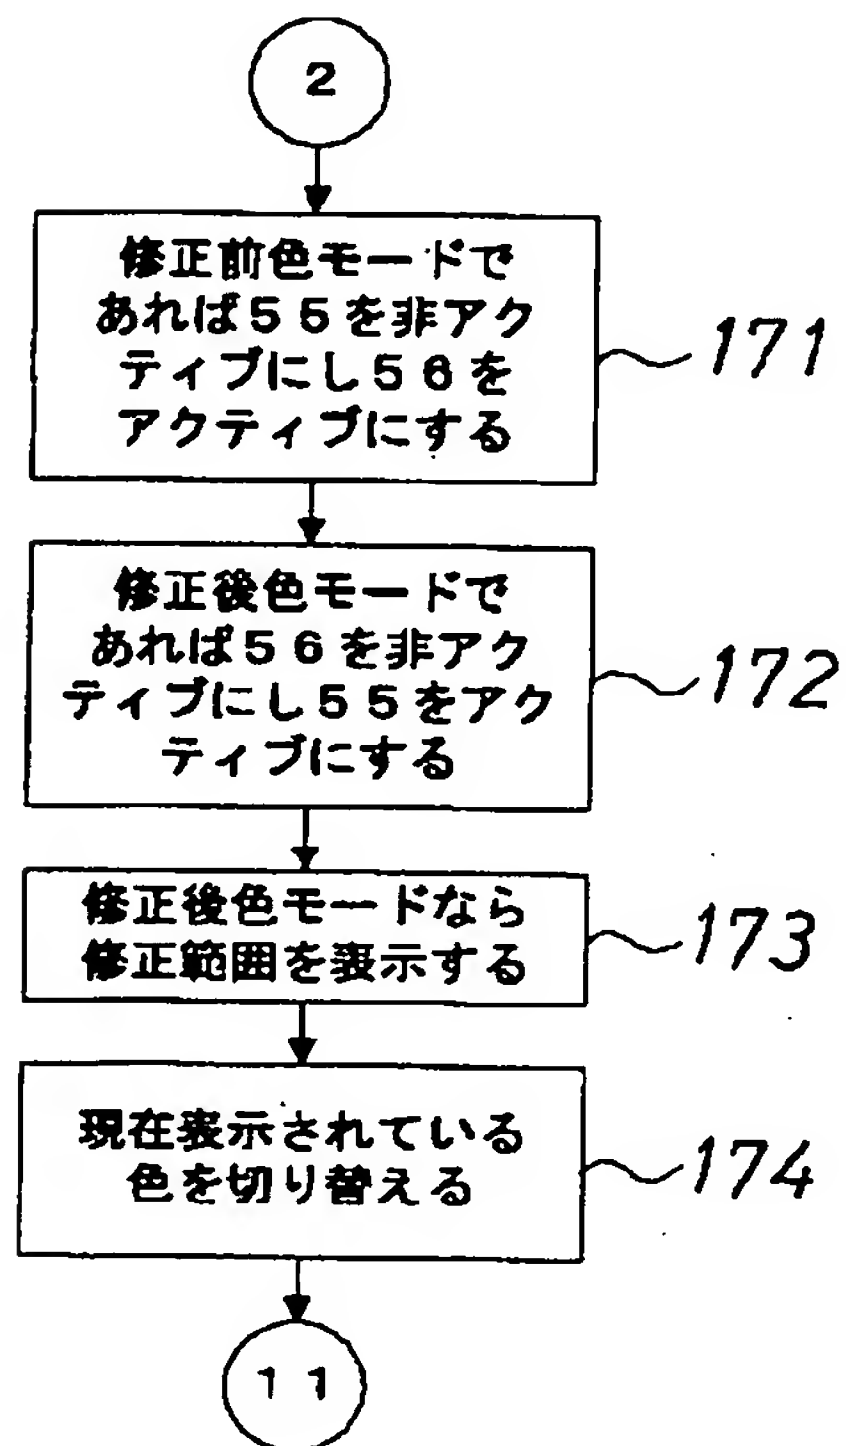 ２
修正前色モードで
あれば５５を非アク
ティブにし５６を
アクティブにする
171
修正後色モードで
あれば５６を非アク
ティブにし５５をアク
ティブにする
172
修正後色モードなら
修正範囲を表示する
173
現在表示されている
色を切り替える
174
１１